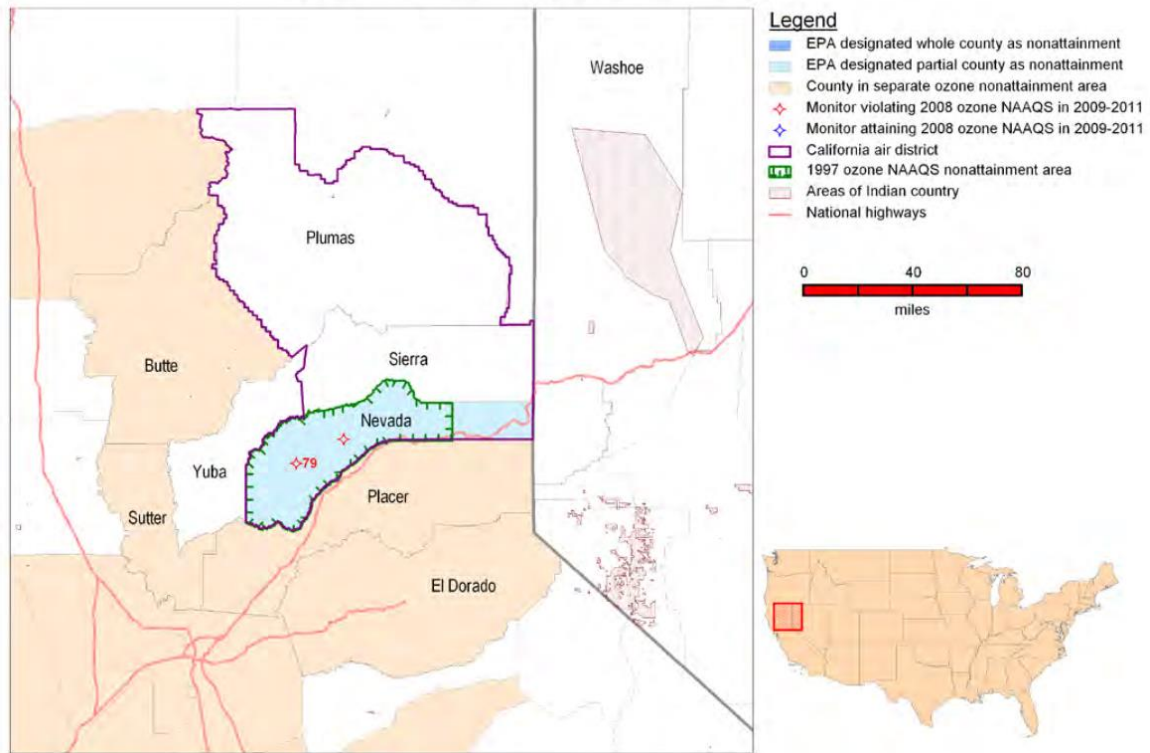 Legend
EPA designated whole county as nonattainment
EPA designated partial county as nonattainment
County in separate ozone nonattainment area
Monitor violating 2008 ozone NAAQS in 2009-2011
Monitor attaining 2008 ozone NAAQS in 2009-2011
California air district
1997 ozone NAAQS nonattainment area
Areas of Indian country
National highways
0 40 80
miles
Washoe
Plumas
Sierra
Butte
Nevada
79
Yuba
Placer
Sutter
El Dorado